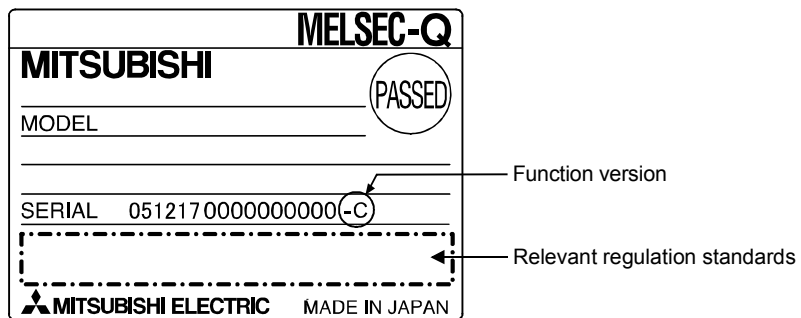 MELSEC-Q
MITSUBISHI
PASSED
MODEL
Function version
SERIAL 0512170000000000-C
Relevant regulation standards
MITSUBISHI ELECTRIC MADE IN JAPAN